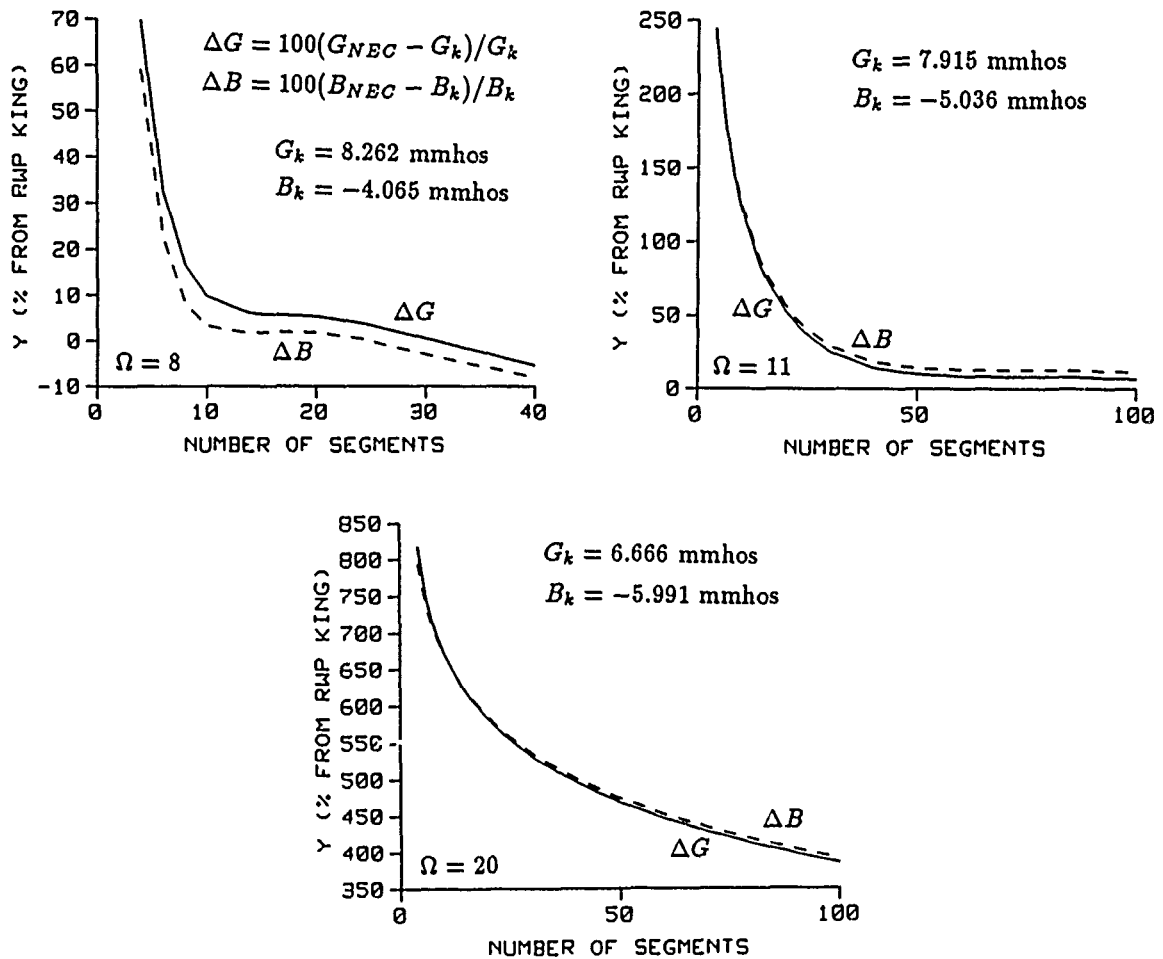 70
60
50
40
30
20
10
0
-10
Y (% FROM RWP KING)
ΔG = 100(G_NEC − G_k)/G_k
ΔB = 100(B_NEC − B_k)/B_k
G_k = 8.262 mmhos
B_k = −4.065 mmhos
ΔG
ΔB
Ω = 8
0 10 20 30 40
NUMBER OF SEGMENTS
250
200
150
100
50
0
Y (% FROM RWP KING)
G_k = 7.915 mmhos
B_k = −5.036 mmhos
ΔG
ΔB
Ω = 11
0 50 100
NUMBER OF SEGMENTS
850
800
750
700
650
600
550
500
450
400
350
Y (% FROM RWP KING)
G_k = 6.666 mmhos
B_k = −5.991 mmhos
ΔB
ΔG
Ω = 20
0 50 100
NUMBER OF SEGMENTS